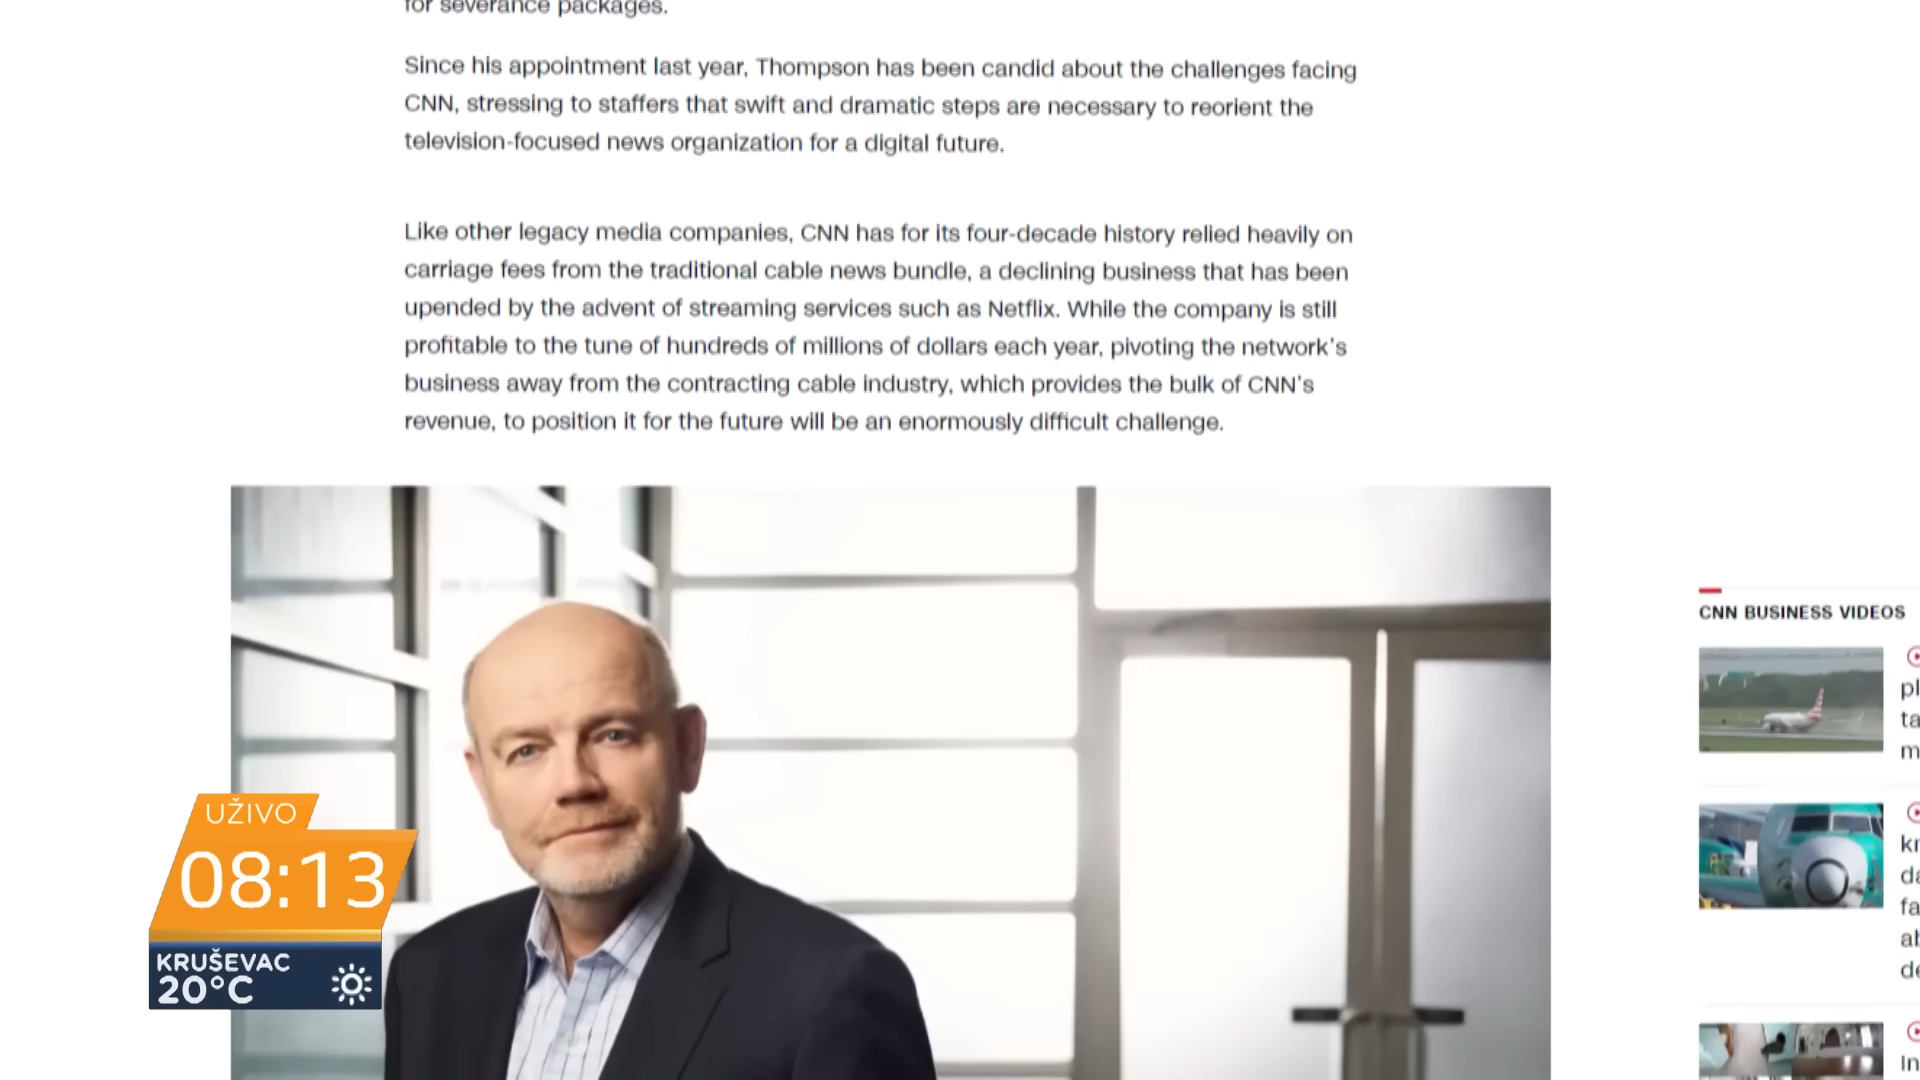 for severance packages.
Since his appointment last year, Thompson has been candid about the challenges facing
CNN, stressing to staffers that swift and dramatic steps are necessary to reorient the
television-focused news organization for a digital future.
Like other legacy media companies, CNN has for its four-decade history relied heavily on
carriage fees from the traditional cable news bundle, a declining business that has been
upended by the advent of streaming services such as Netflix. While the company is still
profitable to the tune of hundreds of millions of dollars each year, pivoting the network's
business away from the contracting cable industry, which provides the bulk of CNN's
revenue, to position it for the future will be an enormously difficult challenge.
CNN BUSINESS VIDEOS
UŽIVO
08:13
KRUŠEVAC
20°C